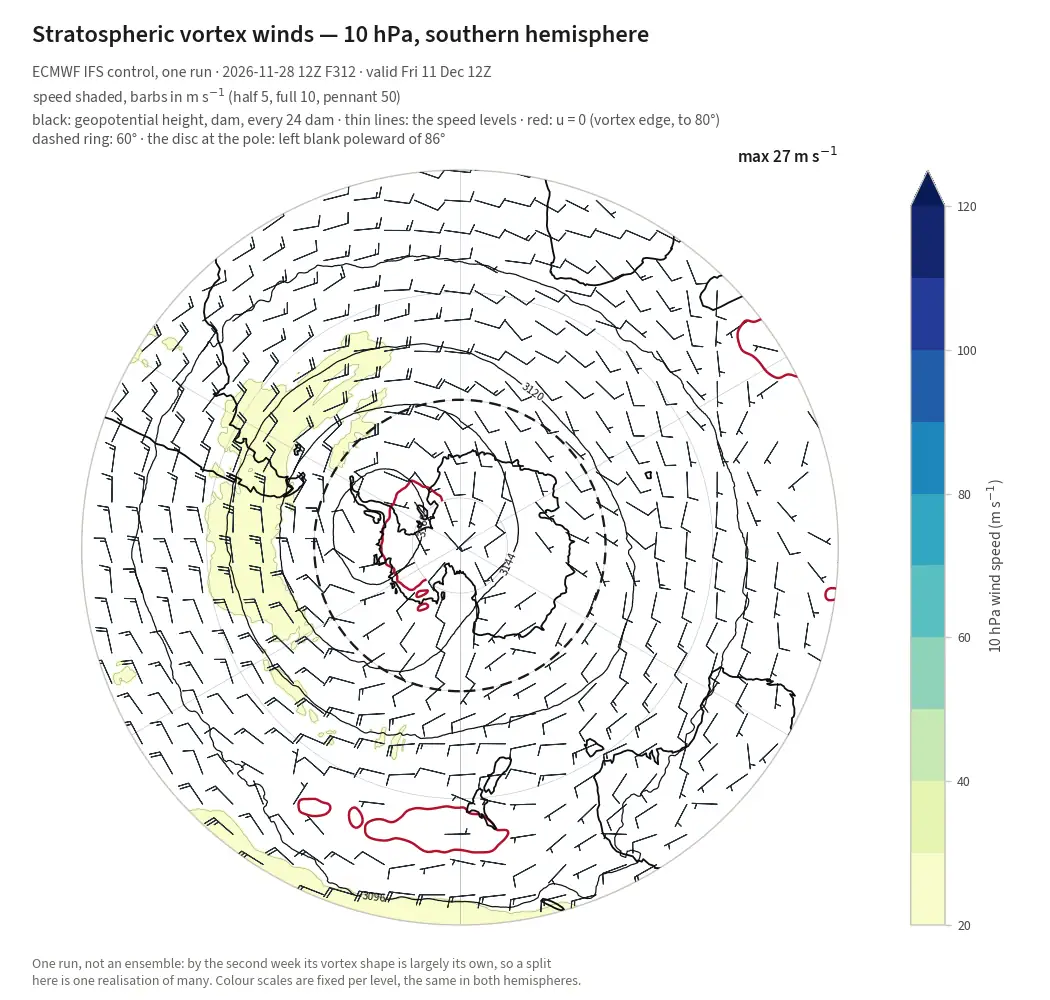 Stratospheric vortex winds — 10 hPa, southern hemisphere
ECMWF IFS control, one run · 2026-11-28 12Z F312 · valid Fri 11 Dec 12Z
speed shaded, barbs in m s⁻¹ (half 5, full 10, pennant 50)
black: geopotential height, dam, every 24 dam · thin lines: the speed levels · red: u = 0 (vortex edge, to 80°)
dashed ring: 60° · the disc at the pole: left blank poleward of 86°
max 27 m s⁻¹
120
100
80
60
40
20
10 hPa wind speed (m s⁻¹)
3120
3144
3096
One run, not an ensemble: by the second week its vortex shape is largely its own, so a split
here is one realisation of many. Colour scales are fixed per level, the same in both hemispheres.